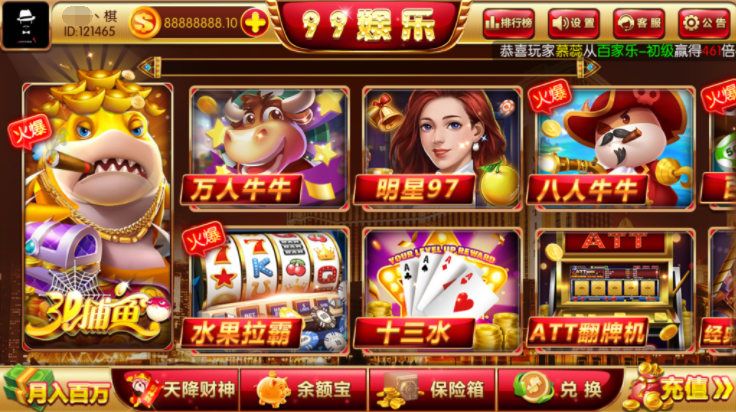 、棋
ID:121465
88888888.10
99娱乐
排行榜
设置
客服
公告
恭喜玩家慕蕊从百家乐-初级赢得461倍
火爆
3D捕鱼
万人牛牛
明星97
火爆
八人牛牛
火爆
火爆
水果拉霸
YOUR LEVEL UP REWARD
十三水
ATT
ATT翻牌机
经典
月入百万
天降财神
余额宝
保险箱
兑换
充值